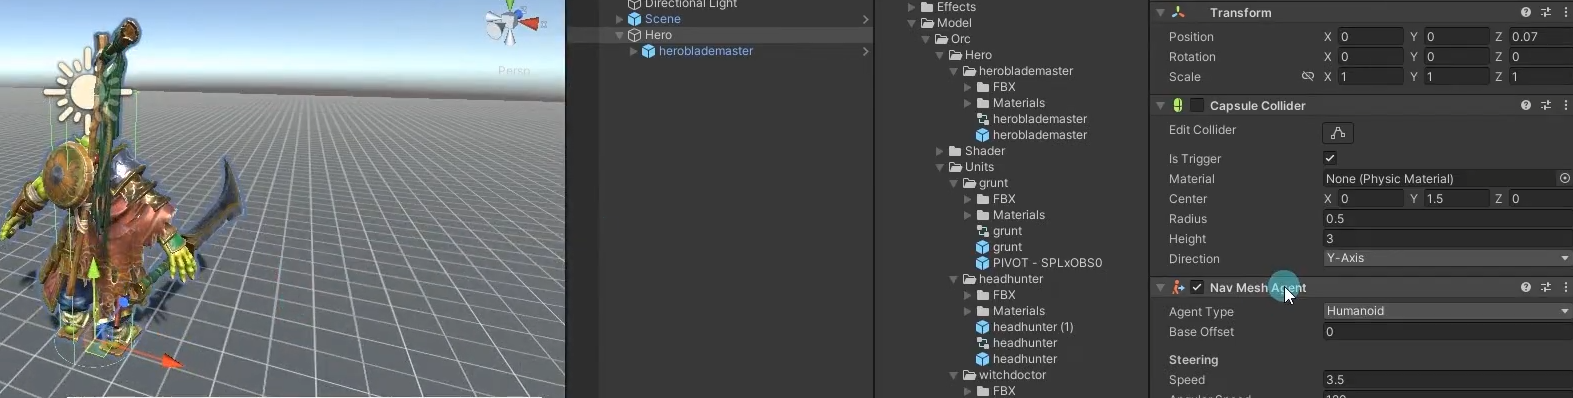 Persp
Directional Light
Scene
Hero
heroblademaster
Effects
Model
Orc
Hero
heroblademaster
FBX
Materials
heroblademaster
heroblademaster
Shader
Units
grunt
FBX
Materials
grunt
grunt
PIVOT - SPLxOBS0
headhunter
FBX
Materials
headhunter (1)
headhunter
headhunter
witchdoctor
FBX
Transform
Position X 0 Y 0 Z 0.07
Rotation X 0 Y 0 Z 0
Scale X 1 Y 1 Z 1
Capsule Collider
Edit Collider
Is Trigger
Material None (Physic Material)
Center X 0 Y 1.5 Z 0
Radius 0.5
Height 3
Direction Y-Axis
Nav Mesh Agent
Agent Type Humanoid
Base Offset 0
Steering
Speed 3.5